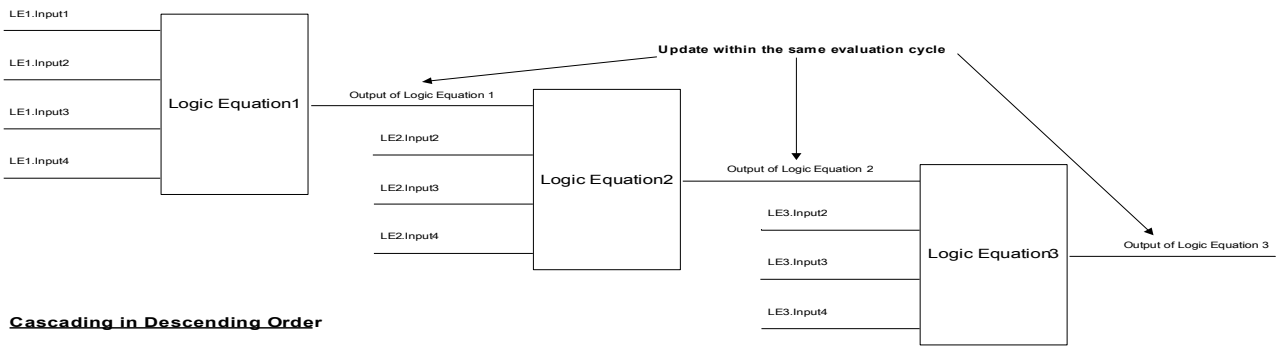 LE1.Input1
LE1.Input2
LE1.Input3
LE1.Input4
Logic Equation1
Update within the same evaluation cycle
Output of Logic Equation 1
LE2.Input2
LE2.Input3
LE2.Input4
Logic Equation2
Output of Logic Equation 2
LE3.Input2
LE3.Input3
LE3.Input4
Logic Equation3
Output of Logic Equation 3
Cascading in Descending Order